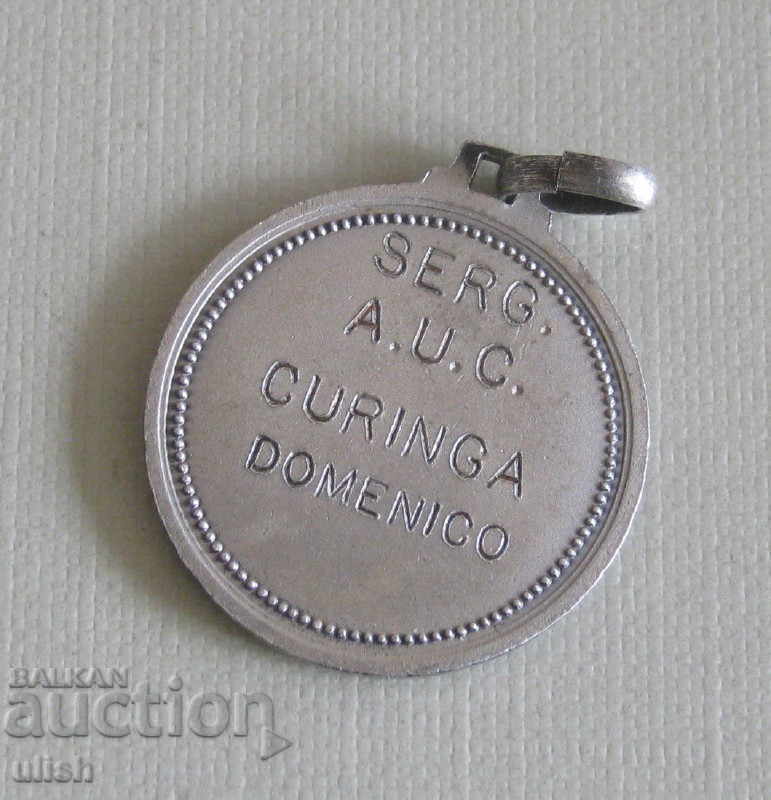 SERG.
A.U.C.
CURINGA
DOMENICO
BALKAN
auction
ulish